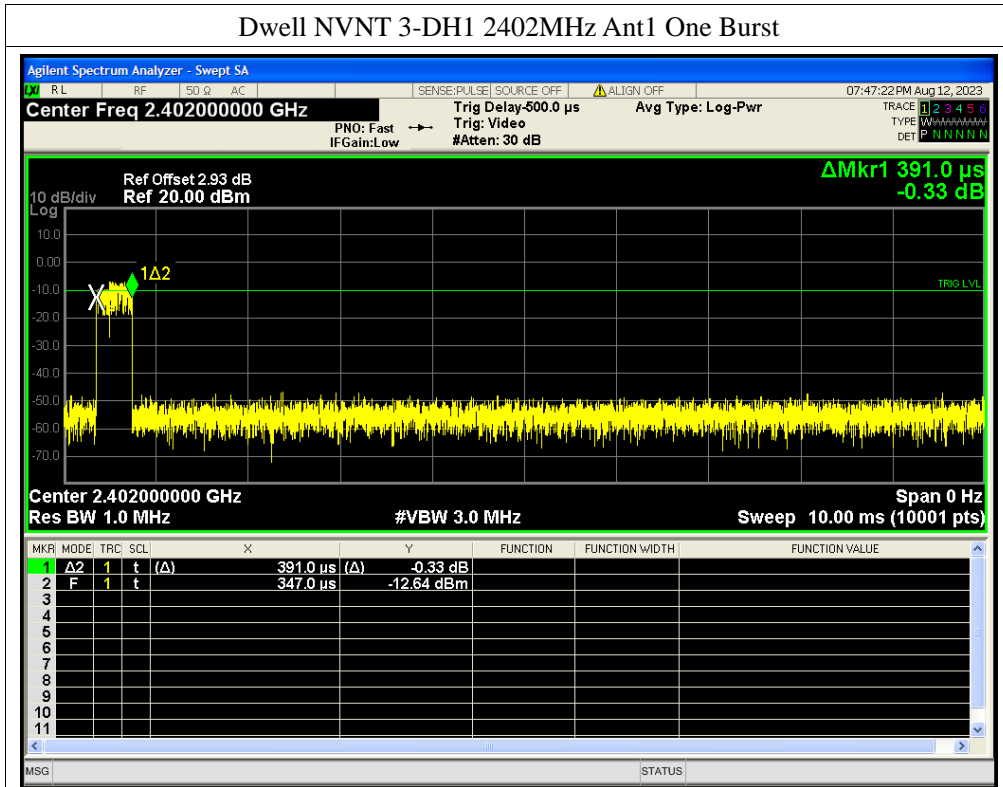 Dwell NVNT 3-DH1 2402MHz Ant1 One Burst
Agilent Spectrum Analyzer - Swept SA
LXI RL RF 50 Ω AC SENSE:PULSE SOURCE OFF ALIGN OFF 07:47:22 PM Aug 12, 2023
Center Freq 2.402000000 GHz Trig Delay-500.0 µs Avg Type: Log-Pwr TRACE 1 2 3 4 5 6
PNO: Fast Trig: Video TYPE WWWWWW
IFGain:Low #Atten: 30 dB DET P N N N N N
ΔMkr1 391.0 µs
-0.33 dB
Ref Offset 2.93 dB
10 dB/div Ref 20.00 dBm
Log
10.0
0.00
1Δ2
-10.0
TRIG LVL
-20.0
-30.0
-40.0
-50.0
-60.0
-70.0
Center 2.402000000 GHz Span 0 Hz
Res BW 1.0 MHz #VBW 3.0 MHz Sweep 10.00 ms (10001 pts)
MKR MODE TRC SCL X Y FUNCTION FUNCTION WIDTH FUNCTION VALUE
1 Δ2 1 t (Δ) 391.0 µs (Δ) -0.33 dB
2 F 1 t 347.0 µs -12.64 dBm
3
4
5
6
7
8
9
10
11
MSG STATUS